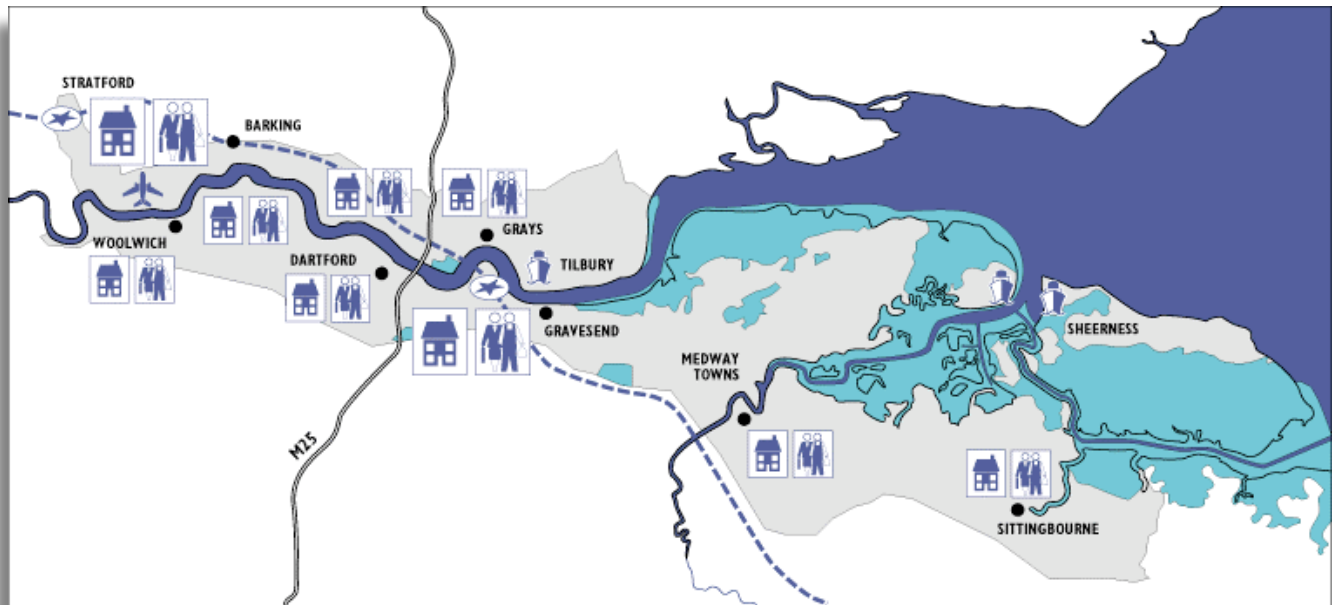 STRATFORD
BARKING
WOOLWICH
DARTFORD
GRAYS
TILBURY
GRAVESEND
MEDWAY
TOWNS
SHEERNESS
M25
SITTINGBOURNE